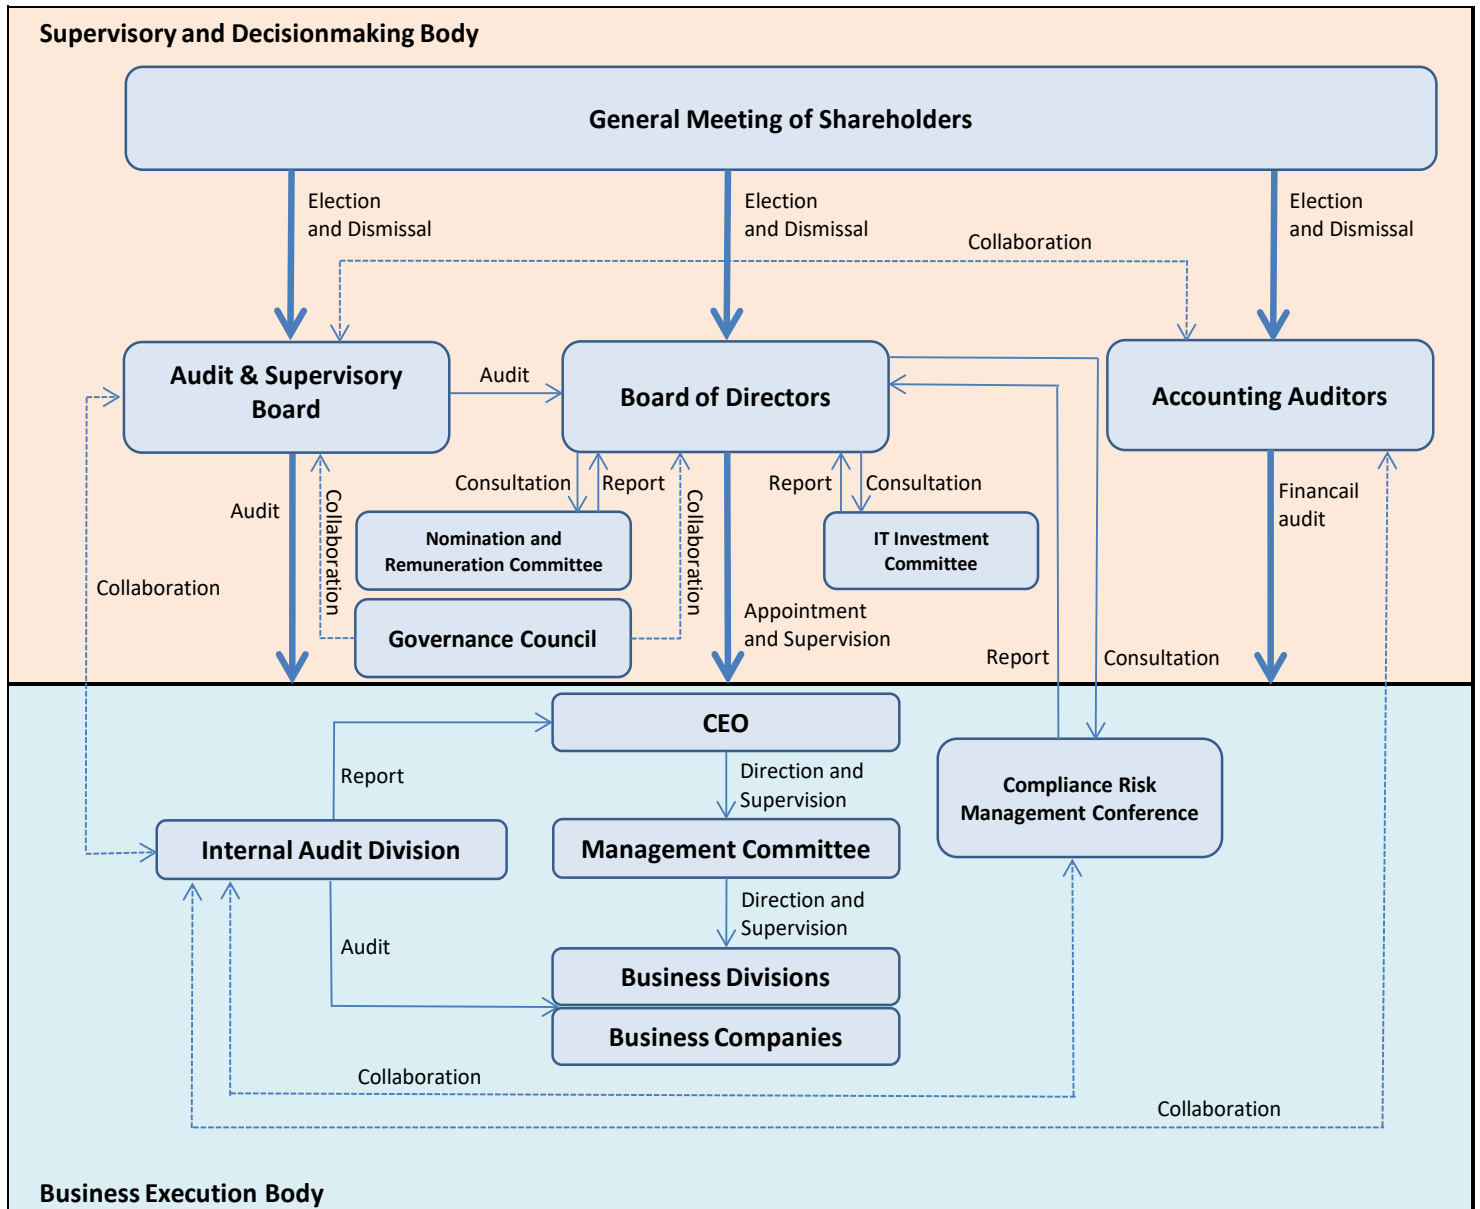 Supervisory and Decisionmaking Body
General Meeting of Shareholders
Election
and Dismissal
Election
and Dismissal
Election
and Dismissal
Collaboration
Audit & Supervisory
Board
Audit
Board of Directors
Accounting Auditors
Consultation
Report
Report
Consultation
Collaboration
Collaboration
Audit
Financail
audit
Nomination and
Remuneration Committee
IT Investment
Committee
Collaboration
Governance Council
Appointment
and Supervision
Report
Consultation
CEO
Report
Direction and
Supervision
Compliance Risk
Management Conference
Internal Audit Division
Management Committee
Direction and
Supervision
Audit
Business Divisions
Business Companies
Collaboration
Collaboration
Business Execution Body